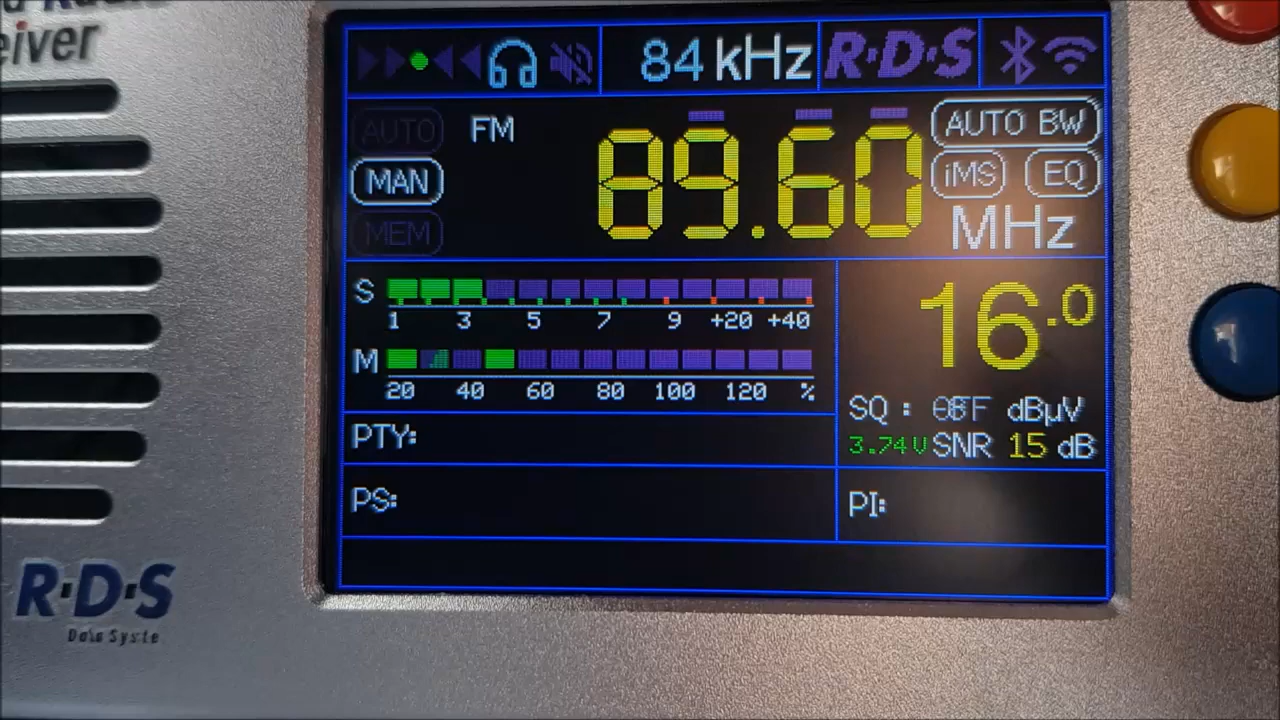 eiver
84 kHz R·D·S
AUTO FM 89.60 AUTO BW
MAN iMS EQ
MEM MHz
S
1 3 5 7 9 +20 +40
16.0
M
20 40 60 80 100 120 %
SQ : dBµV
PTY: 3.74V SNR 15 dB
PS: PI:
R·D·S
Data Syste